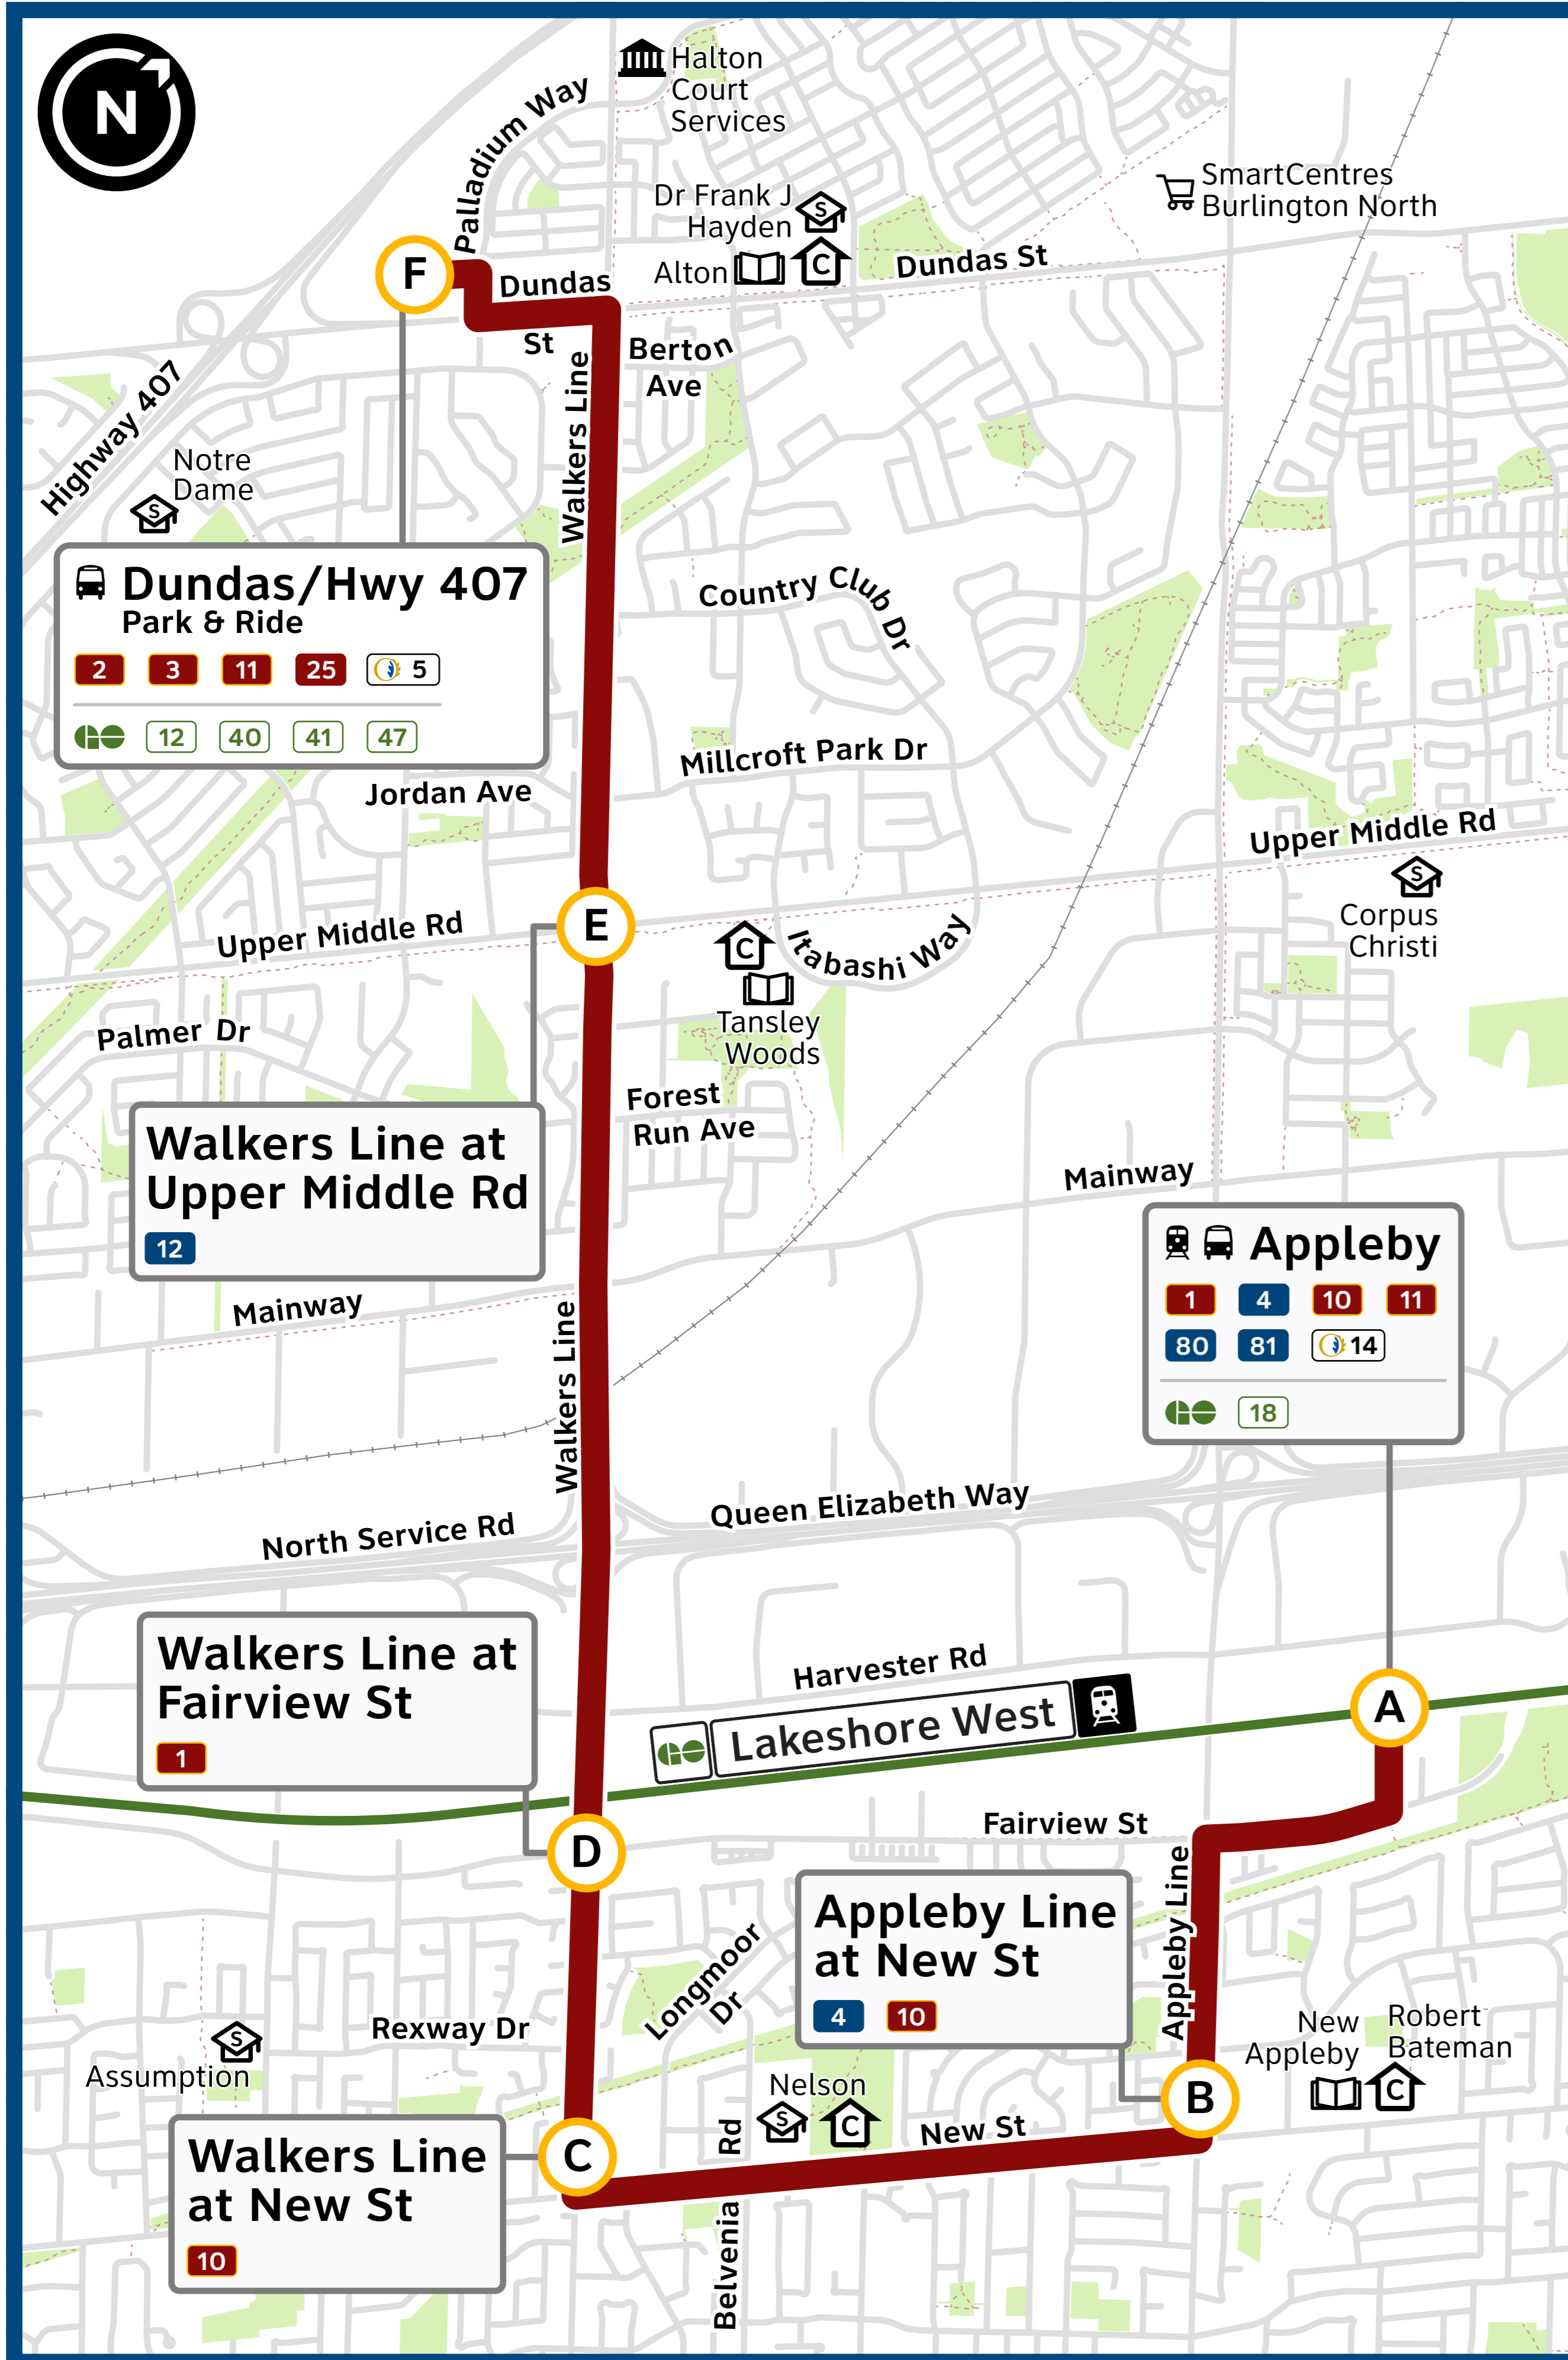 N
Halton
Court
Services
Palladium Way
Dr Frank J
Hayden
S
Alton
C
SmartCentres
Burlington North
F
Dundas
St
Dundas St
Berton
Ave
Walkers Line
Highway 407
Notre
Dame
S
Dundas/Hwy 407
Park & Ride
2 3 11 25 5
GO 12 40 41 47
Country Club Dr
Millcroft Park Dr
Jordan Ave
Upper Middle Rd
S
Corpus
Christi
Upper Middle Rd
E
C
Itabashi Way
Tansley
Woods
Palmer Dr
Forest
Run Ave
Walkers Line at
Upper Middle Rd
12
Mainway
Mainway
Appleby
1 4 10 11
80 81 14
GO 18
Walkers Line
Queen Elizabeth Way
North Service Rd
Walkers Line at
Fairview St
1
Harvester Rd
GO Lakeshore West
A
D
Fairview St
Appleby Line
at New St
4 10
Appleby Line
Longmoor
Dr
Rexway Dr
S
Assumption
New
Appleby
Robert
Bateman
C
B
Nelson
S
C
New St
Belvenia Rd
C
Walkers Line
at New St
10